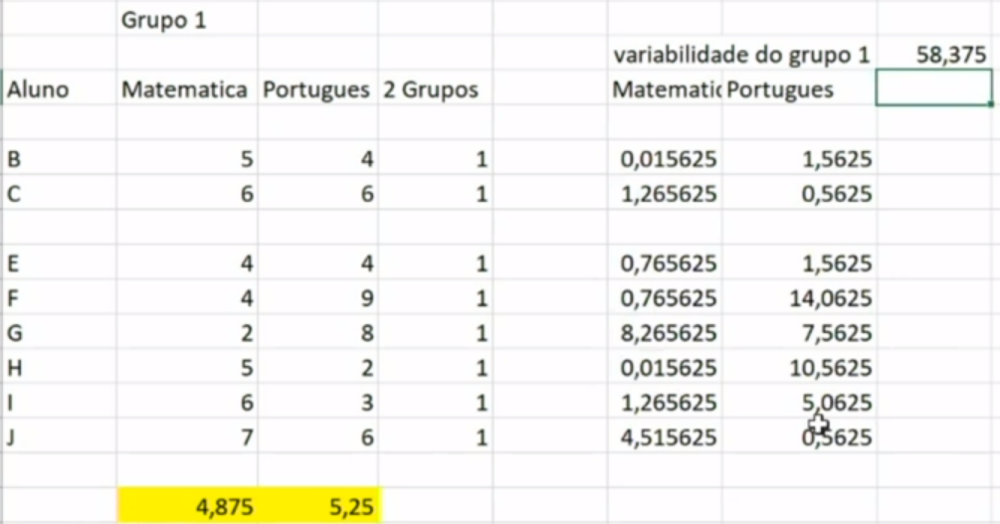 Grupo 1
variabilidade do grupo 1 58,375
Aluno Matematica Portugues 2 Grupos Matematic Portugues
B 5 4 1 0,015625 1,5625
C 6 6 1 1,265625 0,5625
E 4 4 1 0,765625 1,5625
F 4 9 1 0,765625 14,0625
G 2 8 1 8,265625 7,5625
H 5 2 1 0,015625 10,5625
I 6 3 1 1,265625 5,0625
J 7 6 1 4,515625 0,5625
4,875 5,25